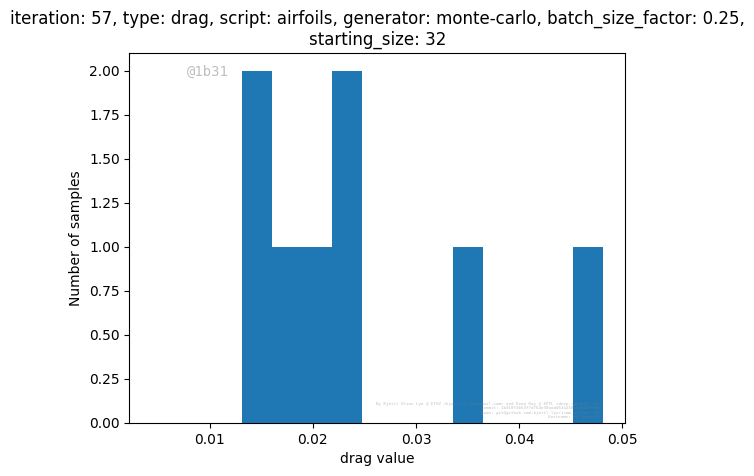 iteration: 57, type: drag, script: airfoils, generator: monte-carlo, batch_size_factor: 0.25,
starting_size: 32
@1b31
2.00
1.75
1.50
1.25
1.00
0.75
0.50
0.25
0.00
Number of samples
0.01 0.02 0.03 0.04 0.05
drag value